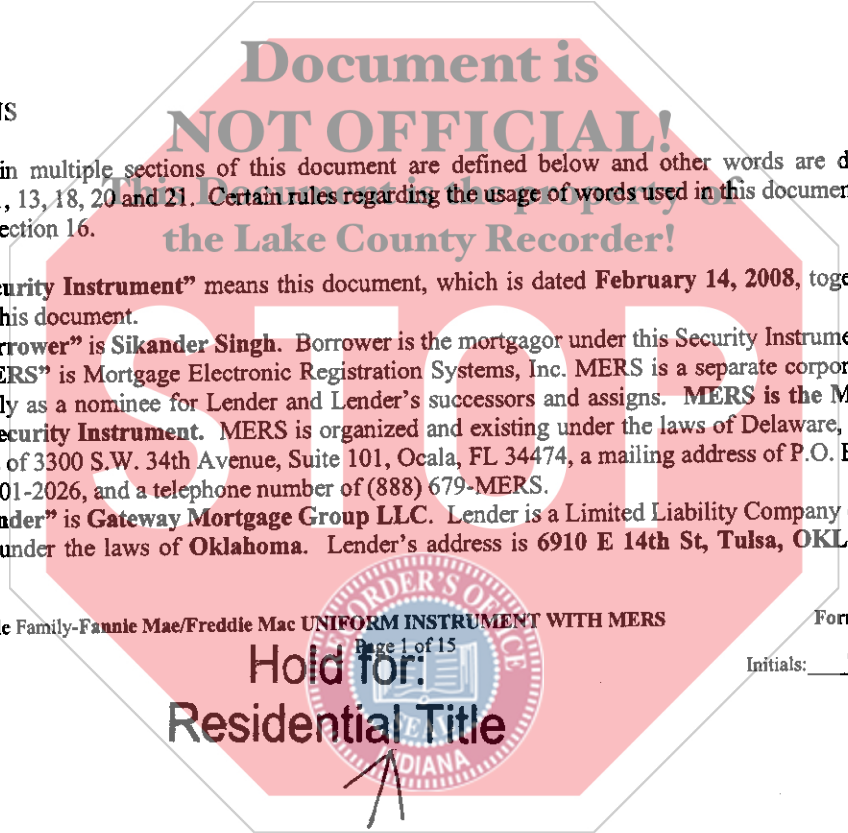 Document is
NOT OFFICIAL!
This Document is the property of
the Lake County Recorder!
STOP
NS
in multiple sections of this document are defined below and other words are d
, 13, 18, 20 and 21. Certain rules regarding the usage of words used in this documen
ection 16.
curity Instrument” means this document, which is dated February 14, 2008, toge
his document.
rrower” is Sikander Singh. Borrower is the mortgagor under this Security Instrume
ERS” is Mortgage Electronic Registration Systems, Inc. MERS is a separate corpor
ly as a nominee for Lender and Lender’s successors and assigns. MERS is the M
ecurity Instrument. MERS is organized and existing under the laws of Delaware,
of 3300 S.W. 34th Avenue, Suite 101, Ocala, FL 34474, a mailing address of P.O. B
01-2026, and a telephone number of (888) 679-MERS.
nder” is Gateway Mortgage Group LLC. Lender is a Limited Liability Company
under the laws of Oklahoma. Lender’s address is 6910 E 14th St, Tulsa, OKL
le Family-Fannie Mae/Freddie Mac UNIFORM INSTRUMENT WITH MERS
Form
Page 1 of 15
Initials:
Hold for:
Residential Title
RECORDER'S OFFICE
SEAL
INDIANA